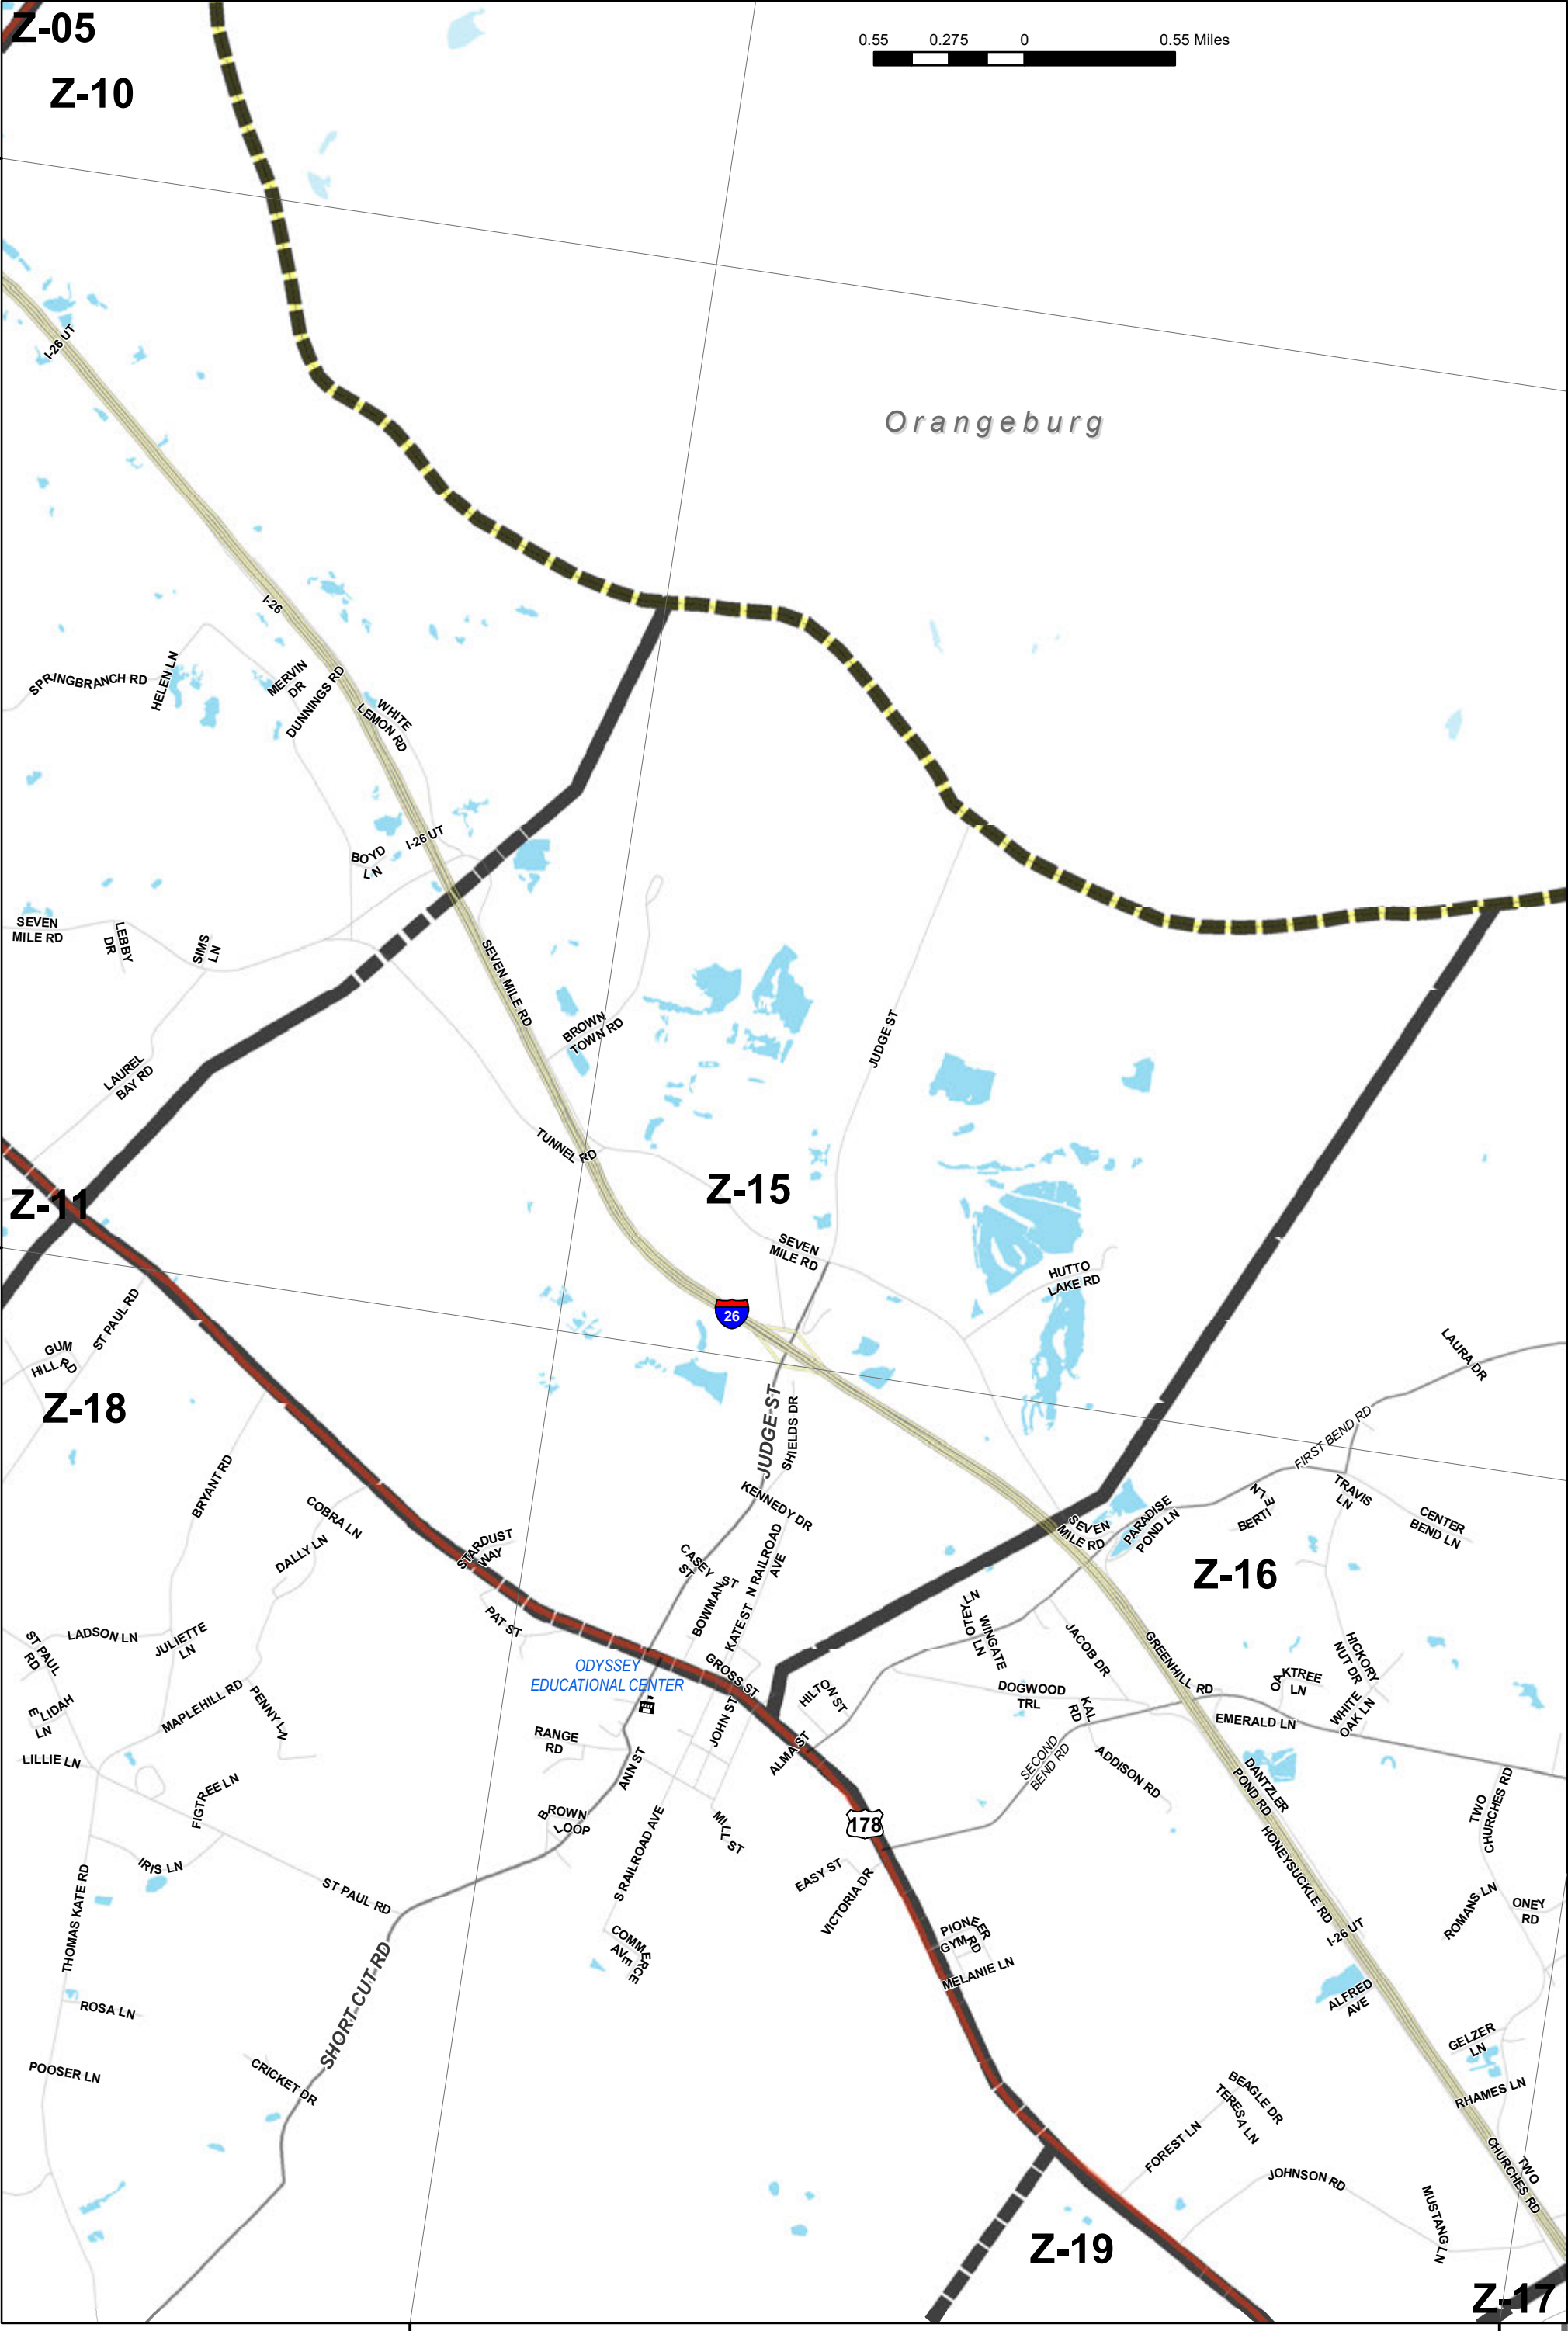 Z-05
Z-10
0.55 0.275 0 0.55 Miles
I-26 UT
Orangeburg
I-26
SPRINGBRANCH RD
HELEN LN
MERVIN
DR
DUNNINGS RD
WHITE
LEMON RD
BOYD
LN
I-26 UT
SEVEN
MILE RD
LEBBY
DR
SIMS
LN
SEVEN MILE RD
BROWN
TOWN RD
JUDGE ST
LAUREL
BAY RD
TUNNEL RD
Z-11
Z-15
SEVEN
MILE RD
HUTTO
LAKE RD
26
ST PAUL RD
GUM
HILL RD
Z-18
LAURA DR
JUDGE ST
SHIELDS DR
FIRST BEND RD
BRYANT RD
COBRA LN
DALLY LN
KENNEDY DR
TRAVIS
LN
CENTER
BEND LN
BERTIE LN
PARADISE
POND LN
SEVEN
MILE RD
STARDUST
WAY
CASEY
ST
N RAILROAD
AVE
BOWMAN ST
KATE ST
Z-16
PAT ST
LADSON LN
JULIETTE
LN
ST PAUL
RD
OTEY LN
WINGATE
LN
JACOB DR
GREENHILL RD
HICKORY
NUT DR
ODYSSEY
EDUCATIONAL CENTER
GROSS ST
HILTON ST
DOGWOOD
TRL
KAL
RD
OAKTREE
LN
WHITE
OAK LN
EMERALD LN
ELIDAH
LN
MAPLEHILL RD
PENNY LN
RANGE
RD
JOHN ST
ALMA ST
ANN ST
LILLIE LN
SECOND
BEND RD
ADDISON RD
DANTZLER
POND RD
FIGTREE LN
BROWN
LOOP
MILL ST
178
TWO
CHURCHES RD
HONEYSUCKLE RD
IRIS LN
ST PAUL RD
S RAILROAD AVE
EASY ST
VICTORIA DR
THOMAS KATE RD
COMMERCE
AVE
PIONEER
RD
GYM
MELANIE LN
ROMANS LN
ONEY
RD
I-26 UT
SHORT CUT RD
ALFRED
AVE
ROSA LN
POOSER LN
CRICKET DR
GELZER
LN
RHAMES LN
BEAGLE DR
TERESA LN
FOREST LN
JOHNSON RD
TWO
CHURCHES RD
MUSTANG LN
Z-19
Z-17